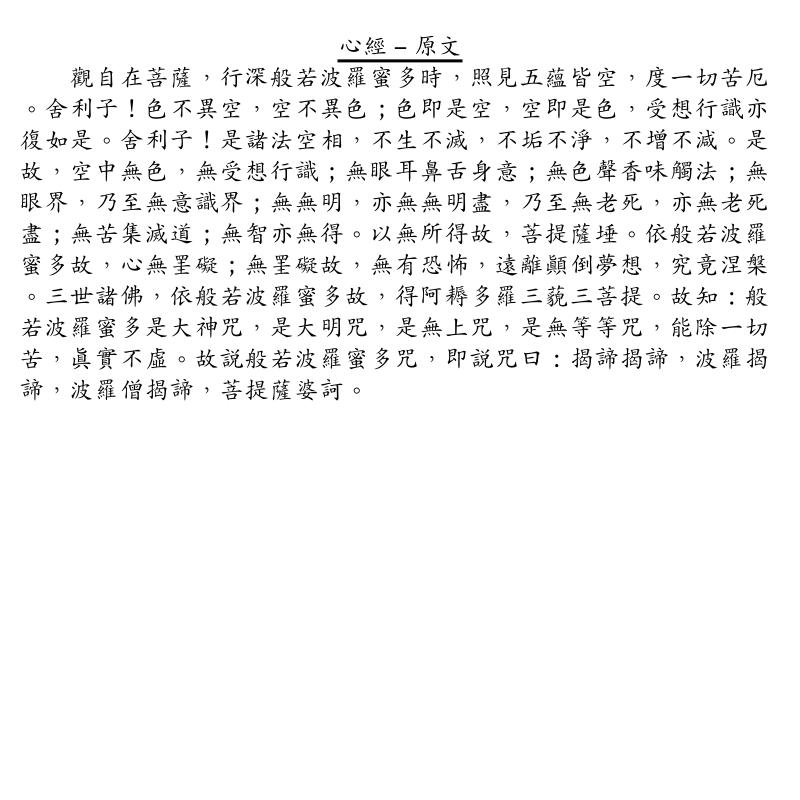 心經 – 原文
觀自在菩薩，行深般若波羅蜜多時，照見五蘊皆空，度一切苦厄
。舍利子！色不異空，空不異色；色即是空，空即是色，受想行識亦
復如是。舍利子！是諸法空相，不生不滅，不垢不淨，不增不減。是
故，空中無色，無受想行識；無眼耳鼻舌身意；無色聲香味觸法；無
眼界，乃至無意識界；無無明，亦無無明盡，乃至無老死，亦無老死
盡；無苦集滅道；無智亦無得。以無所得故，菩提薩埵。依般若波羅
蜜多故，心無罣礙；無罣礙故，無有恐怖，遠離顚倒夢想，究竟涅槃
。三世諸佛，依般若波羅蜜多故，得阿耨多羅三藐三菩提。故知：般
若波羅蜜多是大神咒，是大明咒，是無上咒，是無等等咒，能除一切
苦，眞實不虛。故説般若波羅蜜多咒，即説咒曰：揭諦揭諦，波羅揭
諦，波羅僧揭諦，菩提薩婆訶。